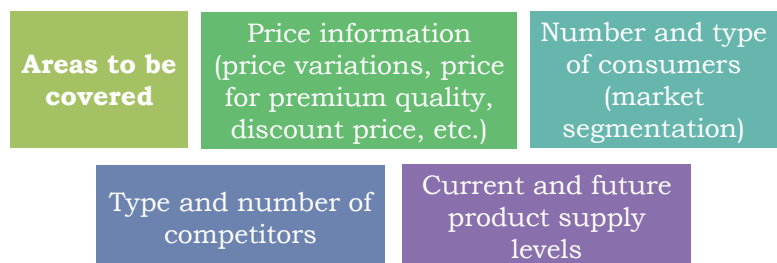 Areas to be
covered
Price information
(price variations, price
for premium quality,
discount price, etc.)
Number and type
of consumers
(market
segmentation)
Type and number of
competitors
Current and future
product supply
levels